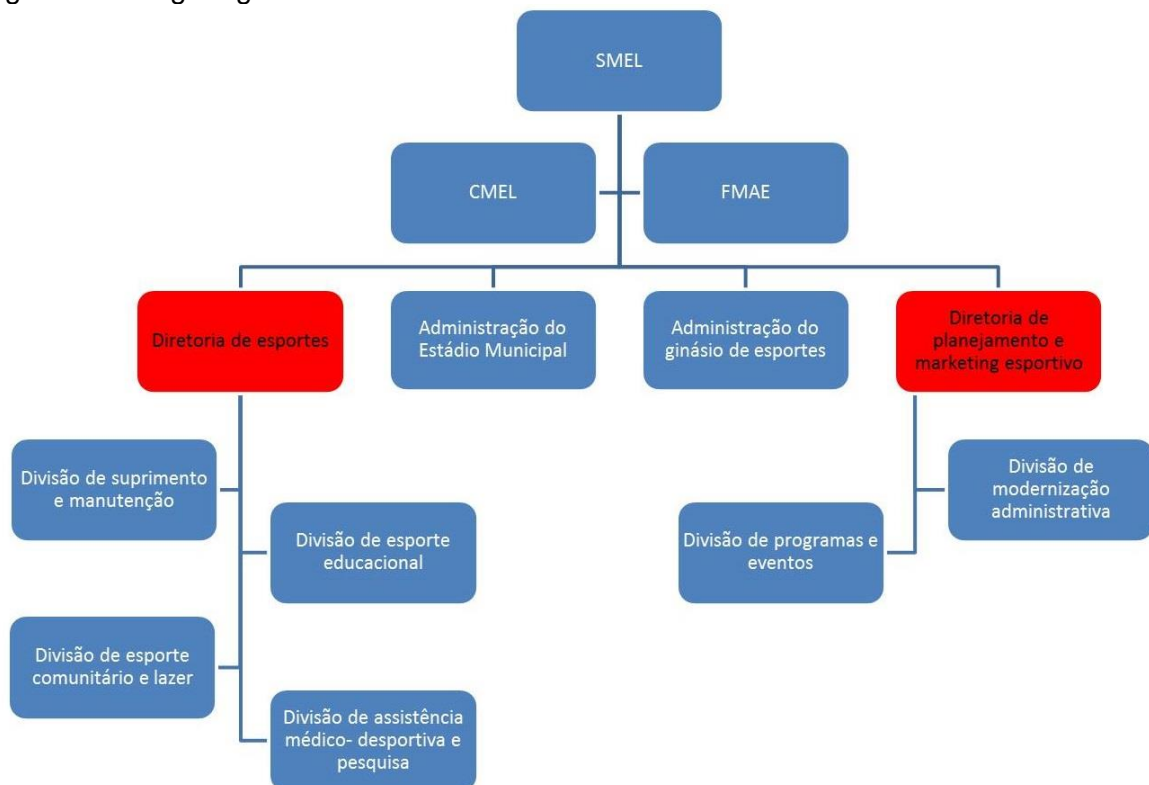 SMEL
CMEL
FMAE
Diretoria de esportes
Administração do
Estádio Municipal
Administração do
ginásio de esportes
Diretoria de
planejamento e
marketing esportivo
Divisão de suprimento
e manutenção
Divisão de esporte
educacional
Divisão de esporte
comunitário e lazer
Divisão de assistência
médico- desportiva e
pesquisa
Divisão de programas e
eventos
Divisão de
modernização
administrativa